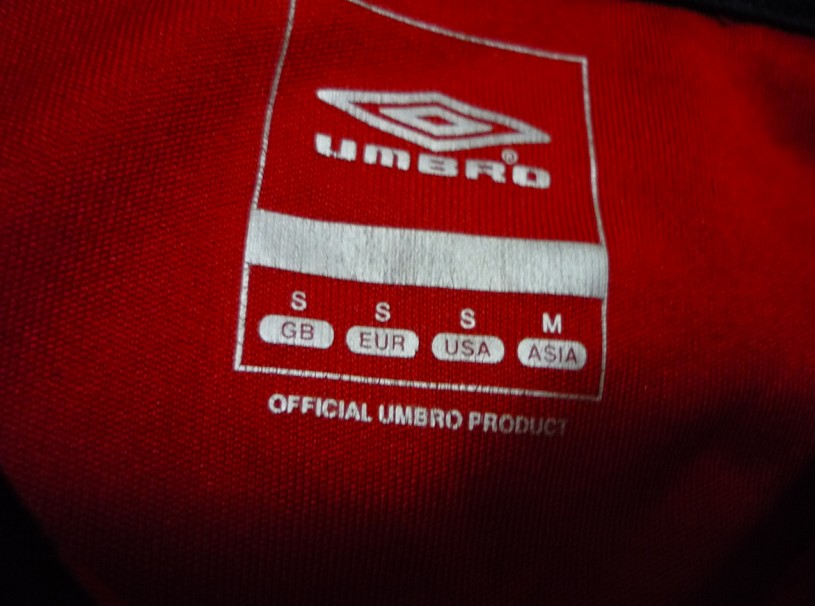 UMBRO®
S S S M
GB EUR USA ASIA
OFFICIAL UMBRO PRODUCT